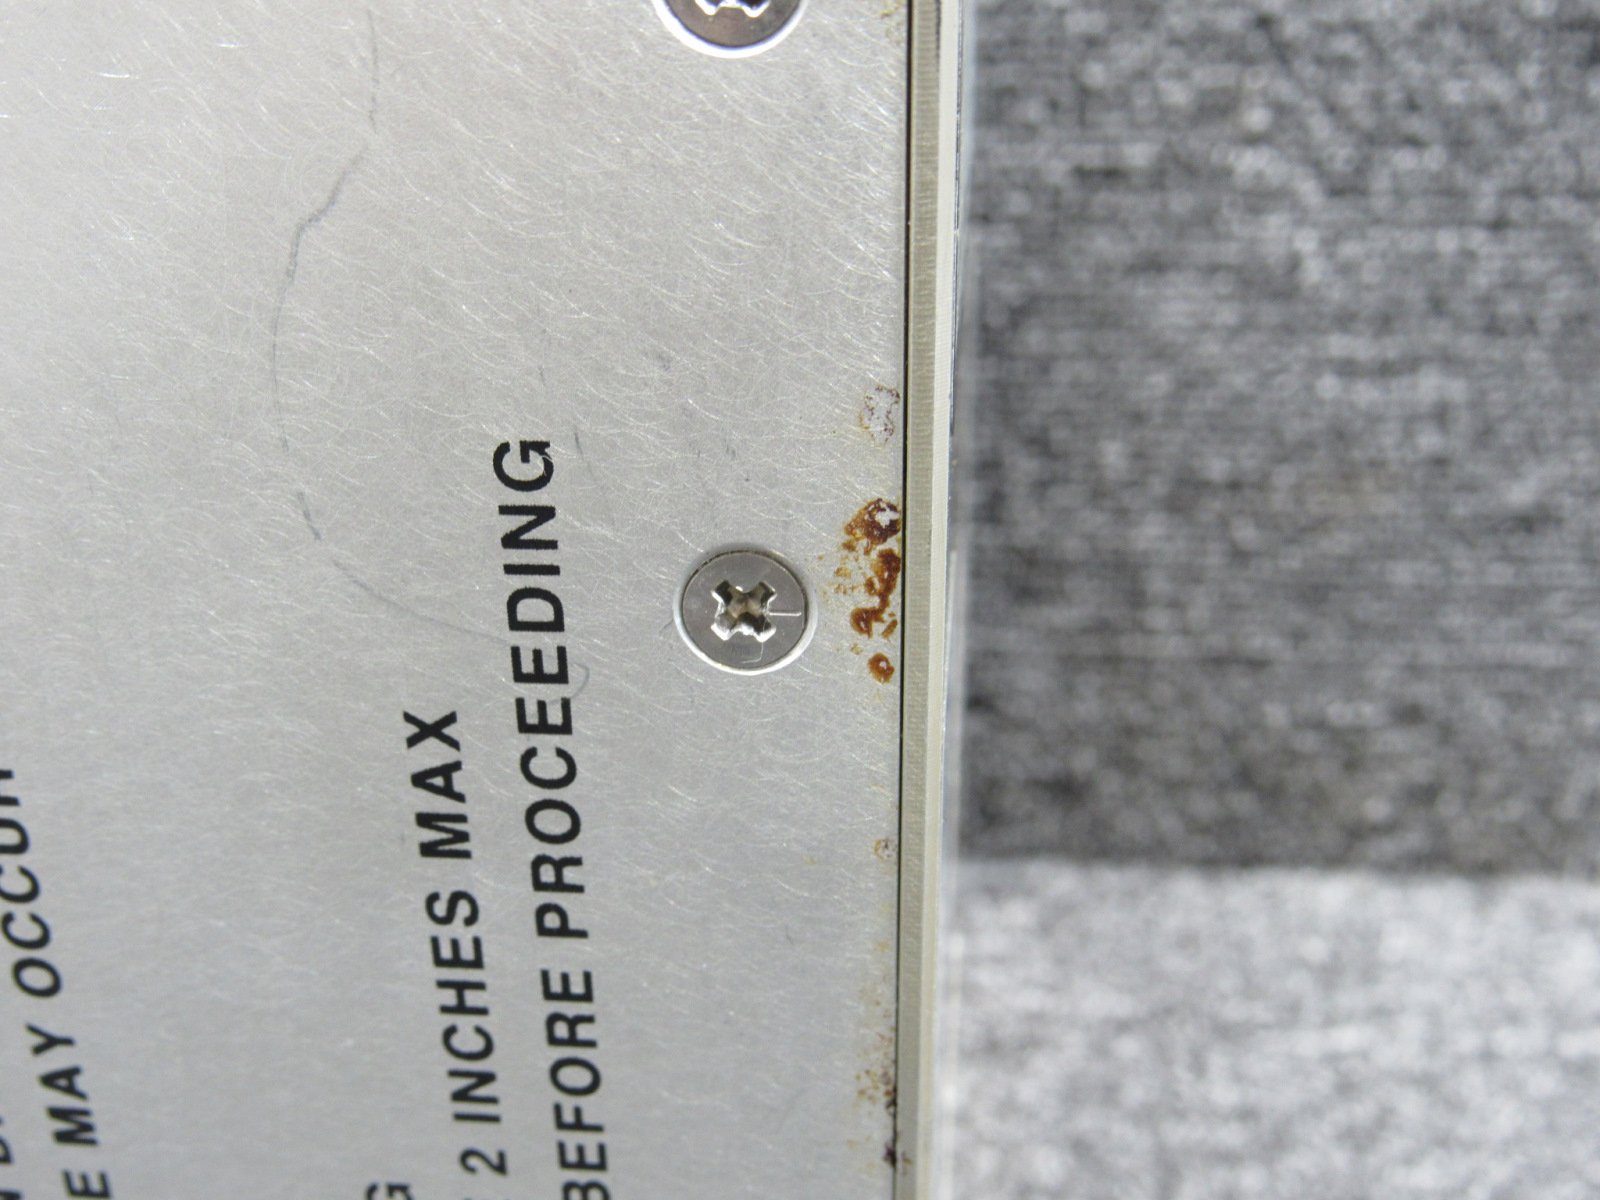 MAY OCCUR
2 INCHES MAX
BEFORE PROCEEDING